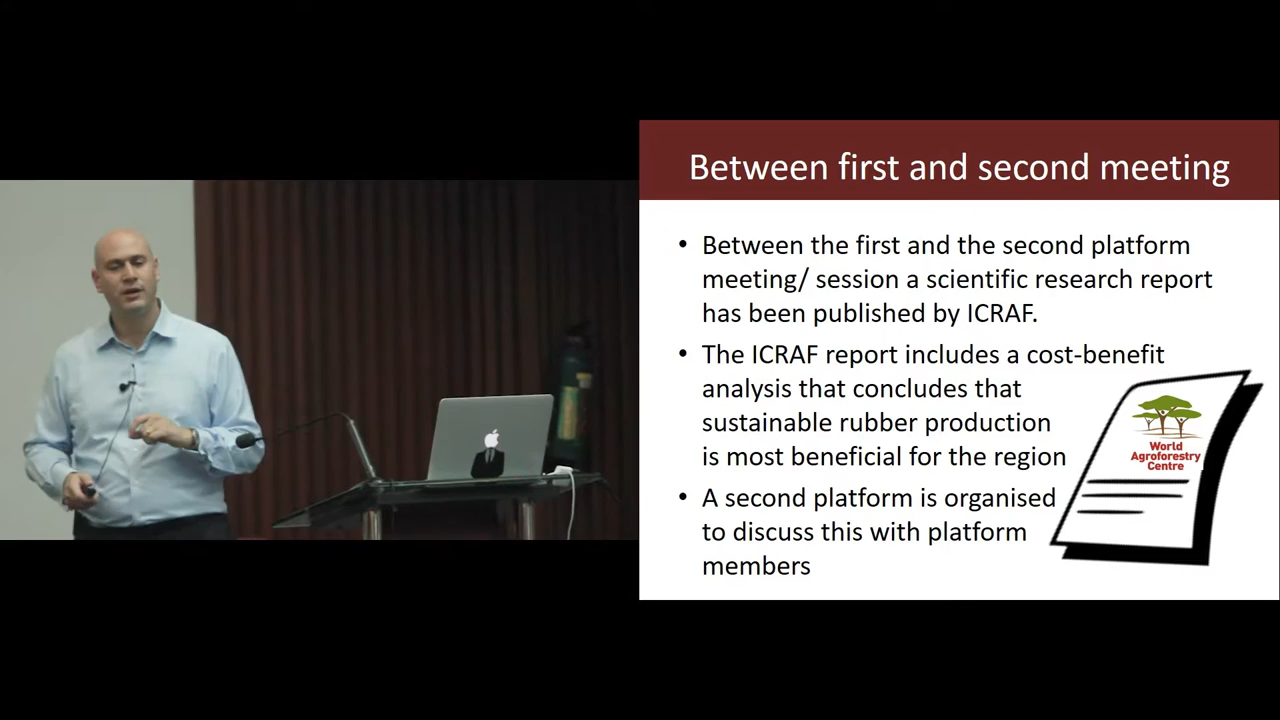 Between first and second meeting
• Between the first and the second platform
meeting/ session a scientific research report
has been published by ICRAF.
• The ICRAF report includes a cost-benefit
analysis that concludes that
sustainable rubber production
is most beneficial for the region
• A second platform is organised
to discuss this with platform
members
World
Agroforestry
Centre